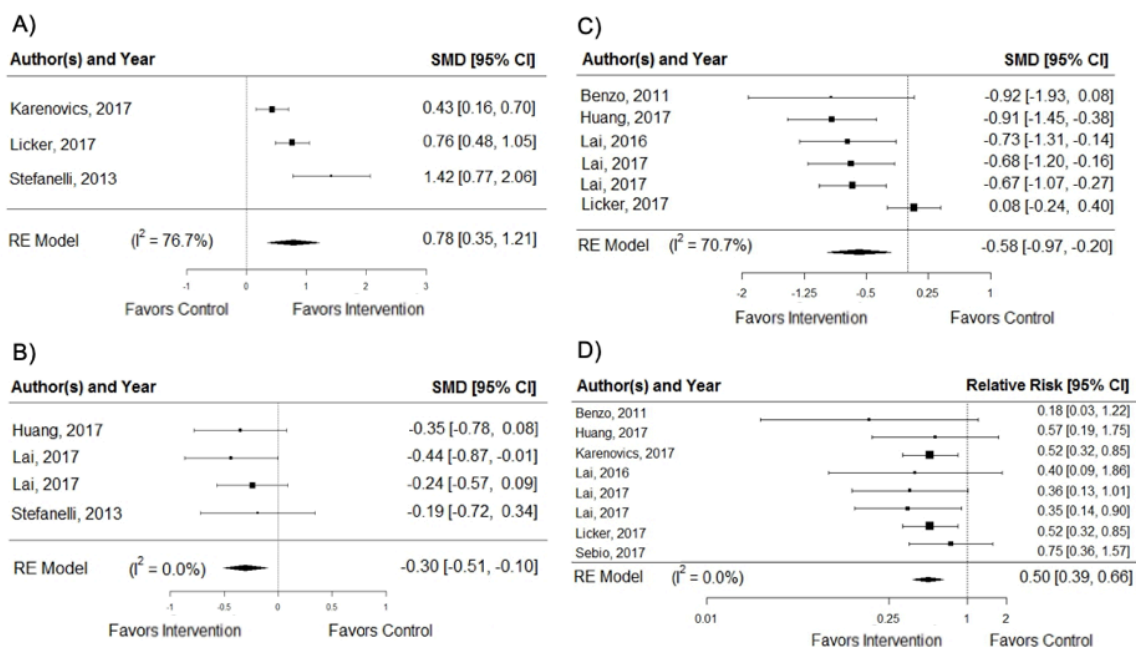 A)
Author(s) and Year SMD [95% CI]
Karenovics, 2017 0.43 [0.16, 0.70]
Licker, 2017 0.76 [0.48, 1.05]
Stefanelli, 2013 1.42 [0.77, 2.06]
RE Model (I² = 76.7%) 0.78 [0.35, 1.21]
-1 0 1 2 3
Favors Control Favors Intervention
B)
Author(s) and Year SMD [95% CI]
Huang, 2017 -0.35 [-0.78, 0.08]
Lai, 2017 -0.44 [-0.87, -0.01]
Lai, 2017 -0.24 [-0.57, 0.09]
Stefanelli, 2013 -0.19 [-0.72, 0.34]
RE Model (I² = 0.0%) -0.30 [-0.51, -0.10]
-1 -0.5 0 0.5 1
Favors Intervention Favors Control
C)
Author(s) and Year SMD [95% CI]
Benzo, 2011 -0.92 [-1.93, 0.08]
Huang, 2017 -0.91 [-1.45, -0.38]
Lai, 2016 -0.73 [-1.31, -0.14]
Lai, 2017 -0.68 [-1.20, -0.16]
Lai, 2017 -0.67 [-1.07, -0.27]
Licker, 2017 0.08 [-0.24, 0.40]
RE Model (I² = 70.7%) -0.58 [-0.97, -0.20]
-2 -1.25 -0.5 0.25 1
Favors Intervention Favors Control
D)
Author(s) and Year Relative Risk [95% CI]
Benzo, 2011 0.18 [0.03, 1.22]
Huang, 2017 0.57 [0.19, 1.75]
Karenovics, 2017 0.52 [0.32, 0.85]
Lai, 2016 0.40 [0.09, 1.86]
Lai, 2017 0.36 [0.13, 1.01]
Lai, 2017 0.35 [0.14, 0.90]
Licker, 2017 0.52 [0.32, 0.85]
Sebio, 2017 0.75 [0.36, 1.57]
RE Model (I² = 0.0%) 0.50 [0.39, 0.66]
0.01 0.25 1 2
Favors Intervention Favors Control